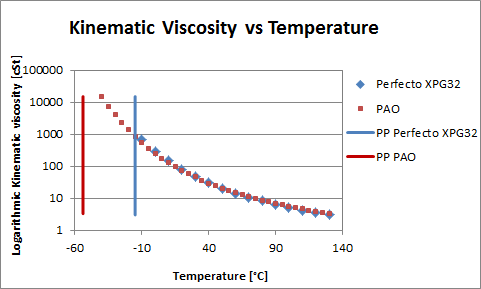 Kinematic Viscosity vs Temperature
Logarithmic Kinematic viscosity [cSt]
100000
10000
1000
100
10
1
-60
-10
40
90
140
Temperature [°C]
Perfecto XPG32
PAO
PP Perfecto XPG32
PP PAO